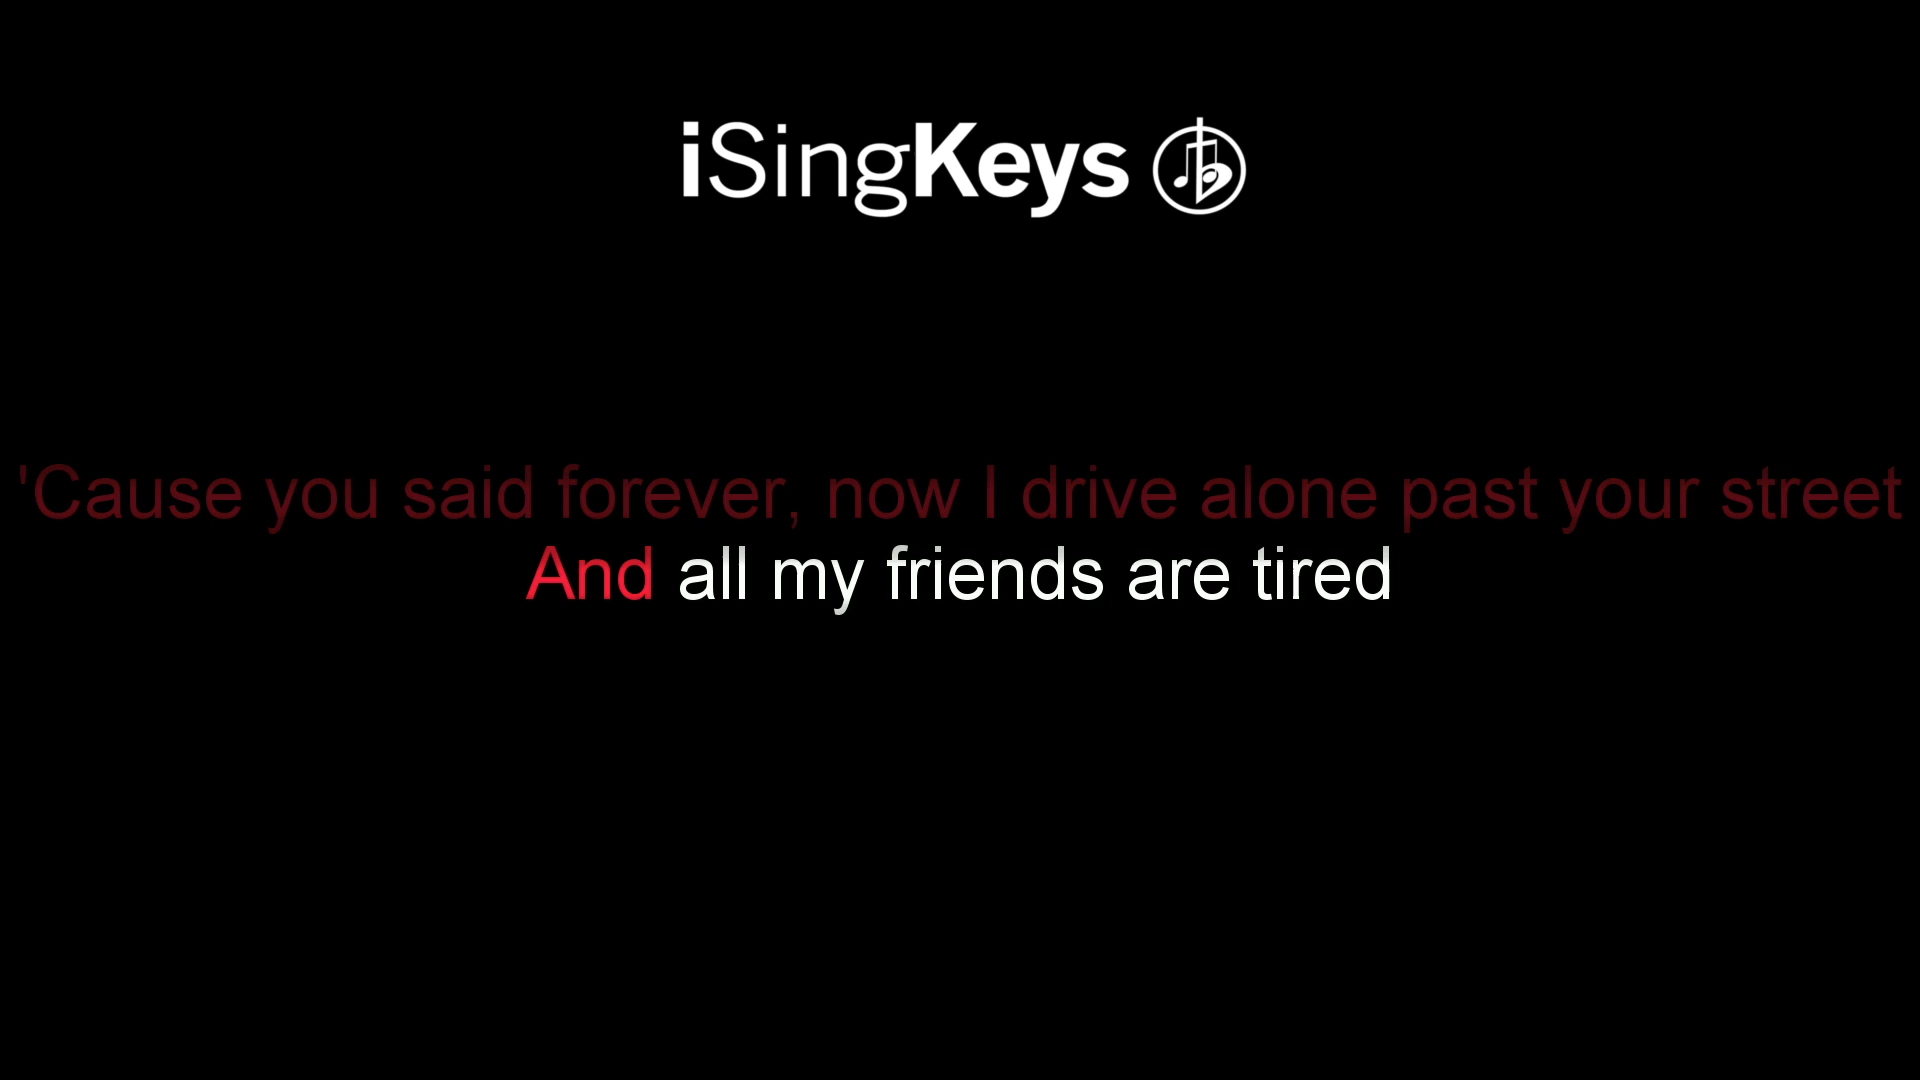 iSingKeys
'Cause you said forever, now I drive alone past your street
And all my friends are tired